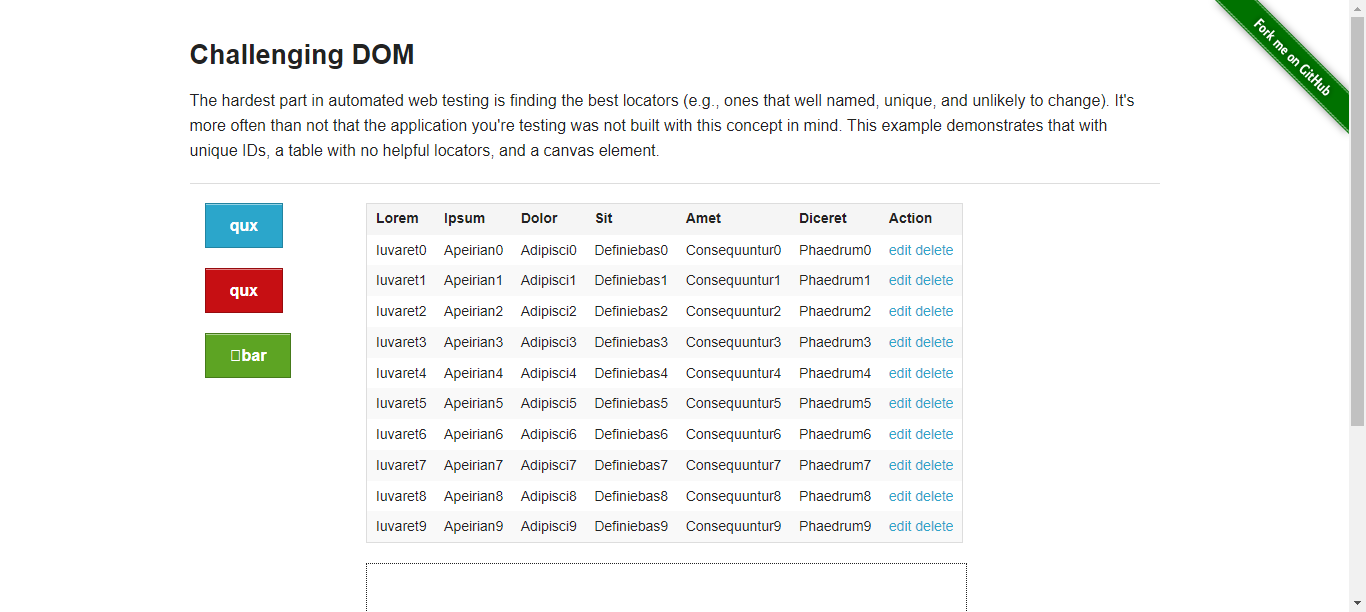 Fork me on GitHub
Challenging DOM
The hardest part in automated web testing is finding the best locators (e.g., ones that well named, unique, and unlikely to change). It's
more often than not that the application you're testing was not built with this concept in mind. This example demonstrates that with
unique IDs, a table with no helpful locators, and a canvas element.
qux
qux
bar
Lorem Ipsum Dolor Sit Amet Diceret Action
Iuvaret0 Apeirian0 Adipisci0 Definiebas0 Consequuntur0 Phaedrum0 edit delete
Iuvaret1 Apeirian1 Adipisci1 Definiebas1 Consequuntur1 Phaedrum1 edit delete
Iuvaret2 Apeirian2 Adipisci2 Definiebas2 Consequuntur2 Phaedrum2 edit delete
Iuvaret3 Apeirian3 Adipisci3 Definiebas3 Consequuntur3 Phaedrum3 edit delete
Iuvaret4 Apeirian4 Adipisci4 Definiebas4 Consequuntur4 Phaedrum4 edit delete
Iuvaret5 Apeirian5 Adipisci5 Definiebas5 Consequuntur5 Phaedrum5 edit delete
Iuvaret6 Apeirian6 Adipisci6 Definiebas6 Consequuntur6 Phaedrum6 edit delete
Iuvaret7 Apeirian7 Adipisci7 Definiebas7 Consequuntur7 Phaedrum7 edit delete
Iuvaret8 Apeirian8 Adipisci8 Definiebas8 Consequuntur8 Phaedrum8 edit delete
Iuvaret9 Apeirian9 Adipisci9 Definiebas9 Consequuntur9 Phaedrum9 edit delete